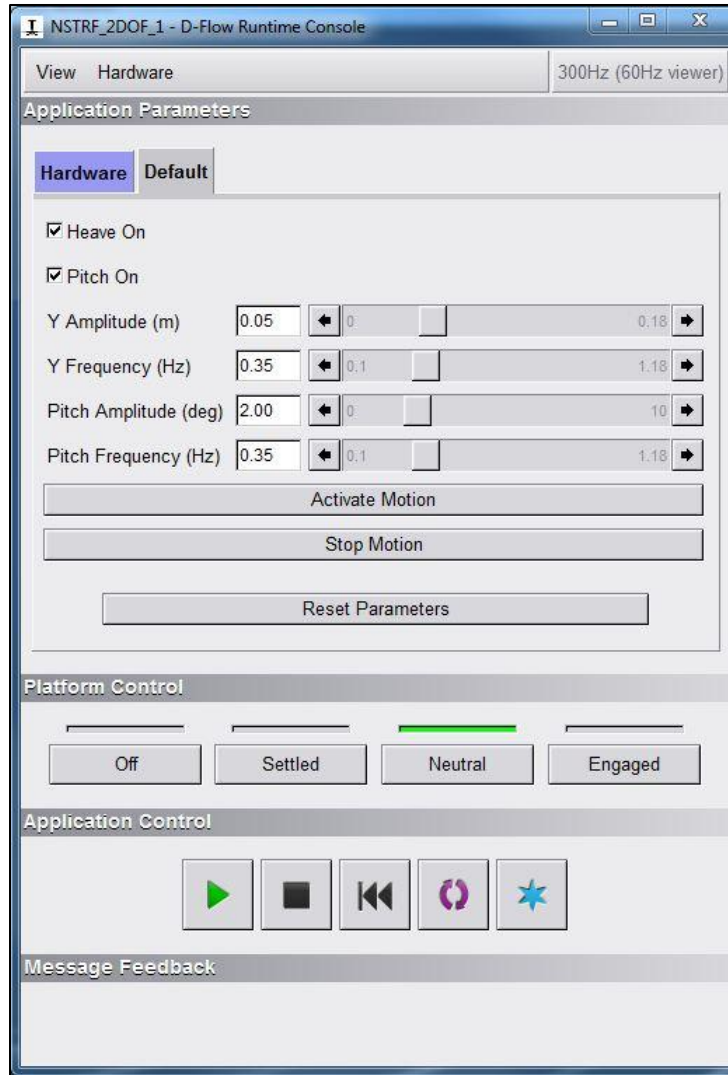 NSTRF_2DOF_1 - D-Flow Runtime Console
View Hardware 300Hz (60Hz viewer)
Application Parameters
Hardware Default
Heave On
Pitch On
Y Amplitude (m) 0.05 0 0.18
Y Frequency (Hz) 0.35 0.1 1.18
Pitch Amplitude (deg) 2.00 0 10
Pitch Frequency (Hz) 0.35 0.1 1.18
Activate Motion
Stop Motion
Reset Parameters
Platform Control
Off Settled Neutral Engaged
Application Control
Message Feedback